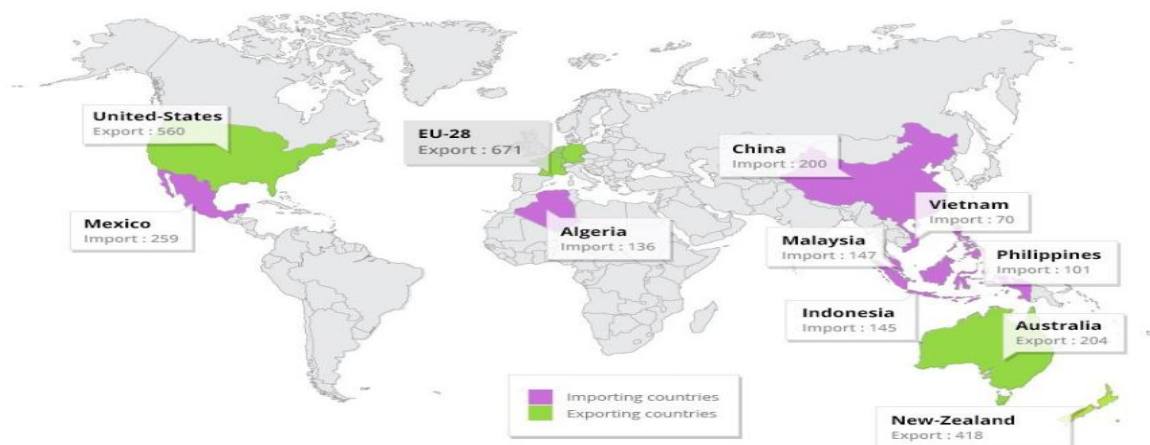 United-States
Export : 560
EU-28
Export : 671
China
Import : 200
Vietnam
Import : 70
Mexico
Import : 259
Algeria
Import : 136
Malaysia
Import : 147
Philippines
Import : 101
Indonesia
Import : 145
Australia
Export : 204
Importing countries
Exporting countries
New-Zealand
Export : 418